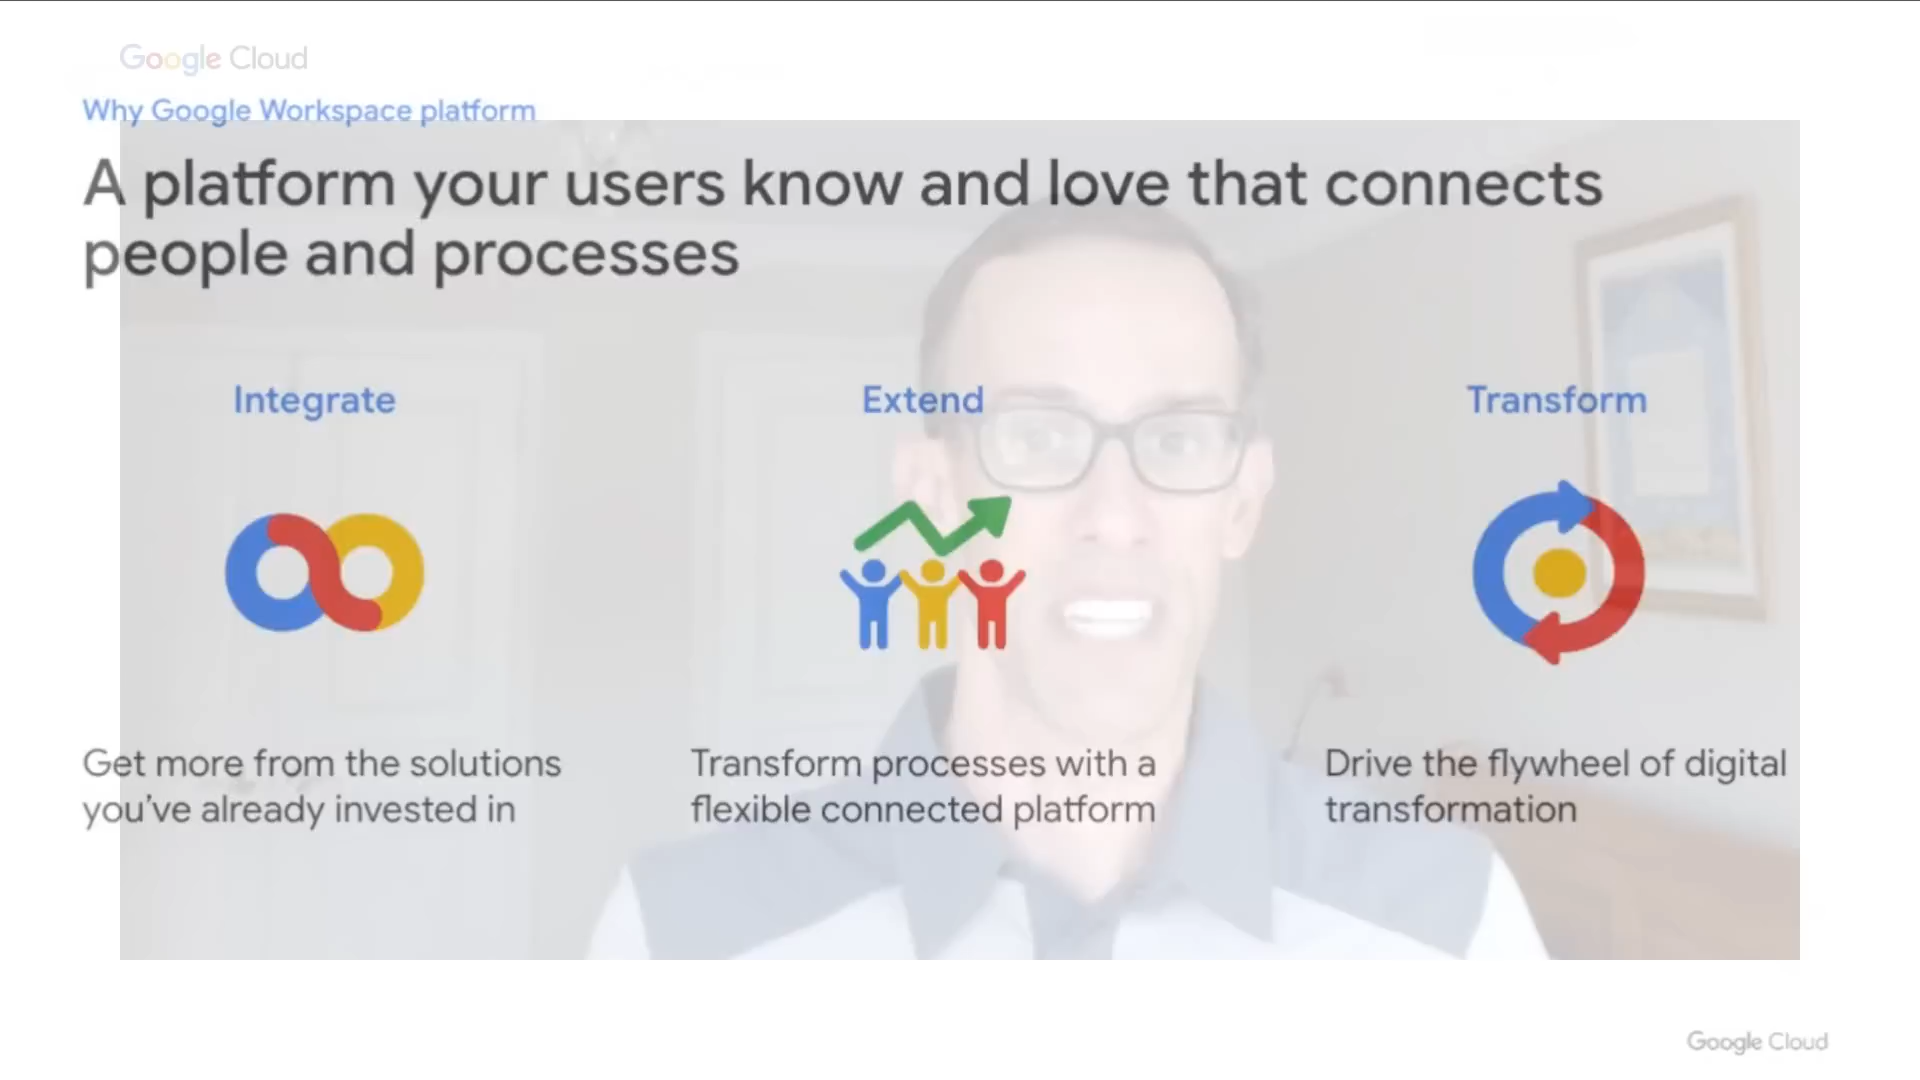 Google Cloud
Why Google Workspace platform
A platform your users know and love that connects
people and processes
Integrate
Extend
Transform
Get more from the solutions
you've already invested in
Transform processes with a
flexible connected platform
Drive the flywheel of digital
transformation
Google Cloud